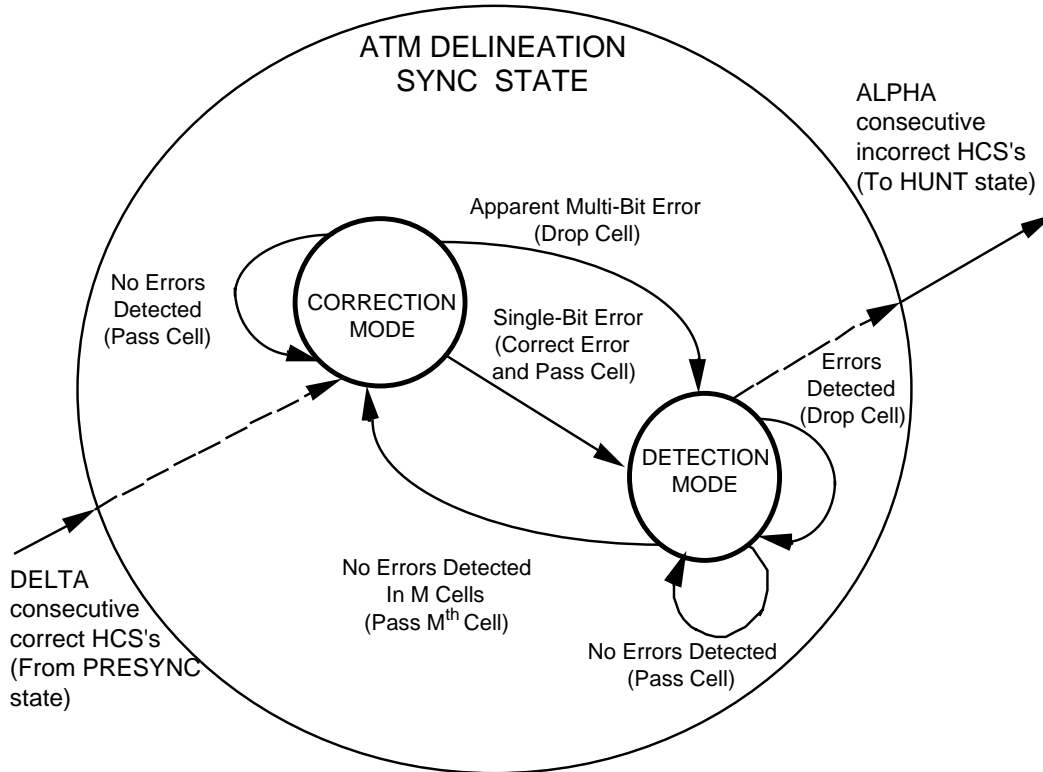 ATM DELINEATION
SYNC STATE
ALPHA
consecutive
incorrect HCS's
(To HUNT state)
Apparent Multi-Bit Error
(Drop Cell)
No Errors
Detected
(Pass Cell)
CORRECTION
MODE
Single-Bit Error
(Correct Error
and Pass Cell)
Errors
Detected
(Drop Cell)
DETECTION
MODE
No Errors Detected
In M Cells
(Pass Mth Cell)
DELTA
consecutive
correct HCS's
(From PRESYNC
state)
No Errors Detected
(Pass Cell)